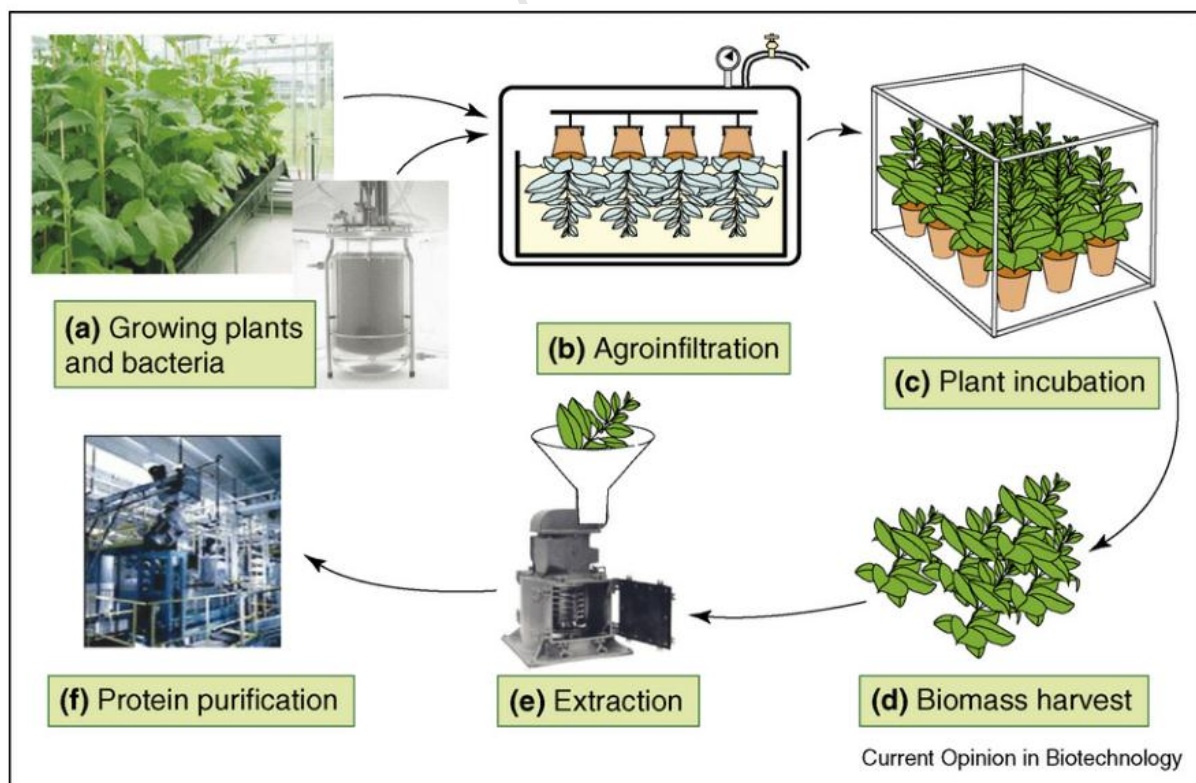 (a) Growing plants
and bacteria
(b) Agroinfiltration
(c) Plant incubation
(d) Biomass harvest
(e) Extraction
(f) Protein purification
Current Opinion in Biotechnology